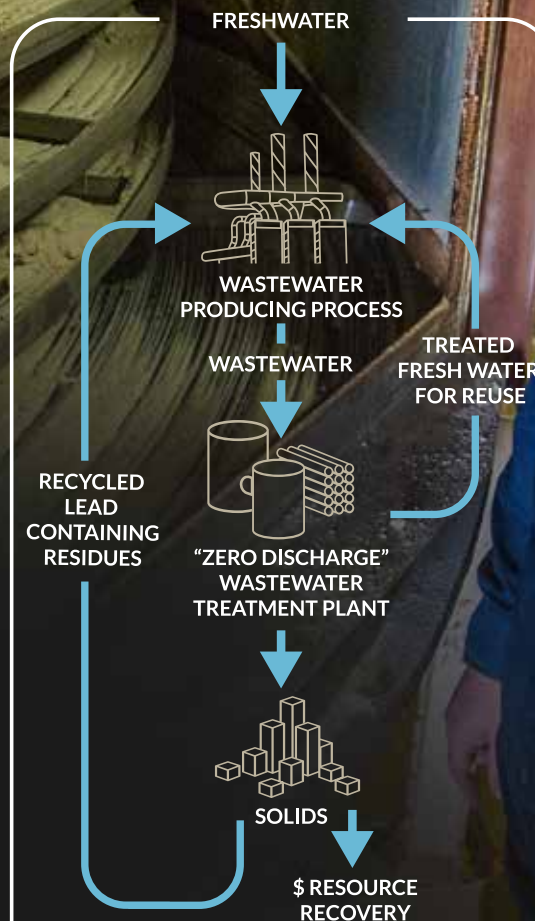 FRESHWATER
WASTEWATER
PRODUCING PROCESS
WASTEWATER
TREATED
FRESH WATER
FOR REUSE
RECYCLED
LEAD
CONTAINING
RESIDUES
“ZERO DISCHARGE”
WASTEWATER
TREATMENT PLANT
SOLIDS
$ RESOURCE
RECOVERY